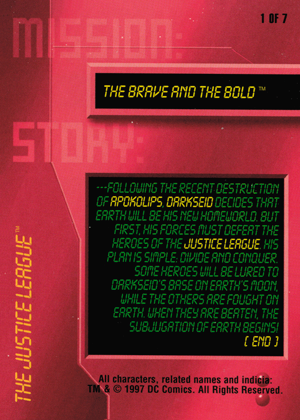 1 OF 7
MISSION:
THE BRAVE AND THE BOLD™
STORY:
---FOLLOWING THE RECENT DESTRUCTION
OF APOKOLIPS, DARKSEID DECIDES THAT
EARTH WILL BE HIS NEW HOMEWORLD. BUT
FIRST, HIS FORCES MUST DEFEAT THE
HEROES OF THE JUSTICE LEAGUE. HIS
PLAN IS SIMPLE: DIVIDE AND CONQUER.
SOME HEROES WILL BE LURED TO
DARKSEID'S BASE ON EARTH'S MOON,
WHILE THE OTHERS ARE FOUGHT ON
EARTH. WHEN THEY ARE BEATEN, THE
SUBJUGATION OF EARTH BEGINS!
( END )
THE JUSTICE LEAGUE™
All characters, related names and indicia:
TM & © 1997 DC Comics. All Rights Reserved.